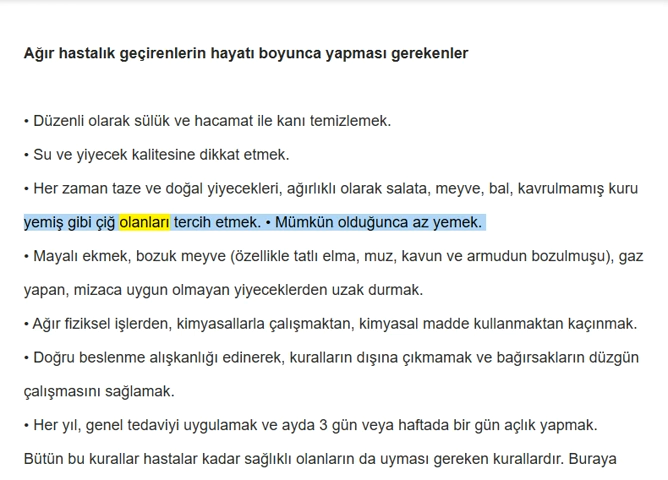 Ağır hastalık geçirenlerin hayatı boyunca yapması gerekenler
• Düzenli olarak sülük ve hacamat ile kanı temizlemek.
• Su ve yiyecek kalitesine dikkat etmek.
• Her zaman taze ve doğal yiyecekleri, ağırlıklı olarak salata, meyve, bal, kavrulmamış kuru
yemiş gibi çiğ olanları tercih etmek. • Mümkün olduğunca az yemek.
• Mayalı ekmek, bozuk meyve (özellikle tatlı elma, muz, kavun ve armudun bozulmuşu), gaz
yapan, mizaca uygun olmayan yiyeceklerden uzak durmak.
• Ağır fiziksel işlerden, kimyasallarla çalışmaktan, kimyasal madde kullanmaktan kaçınmak.
• Doğru beslenme alışkanlığı edinerek, kuralların dışına çıkmamak ve bağırsakların düzgün
çalışmasını sağlamak.
• Her yıl, genel tedaviyi uygulamak ve ayda 3 gün veya haftada bir gün açlık yapmak.
Bütün bu kurallar hastalar kadar sağlıklı olanların da uyması gereken kurallardır. Buraya